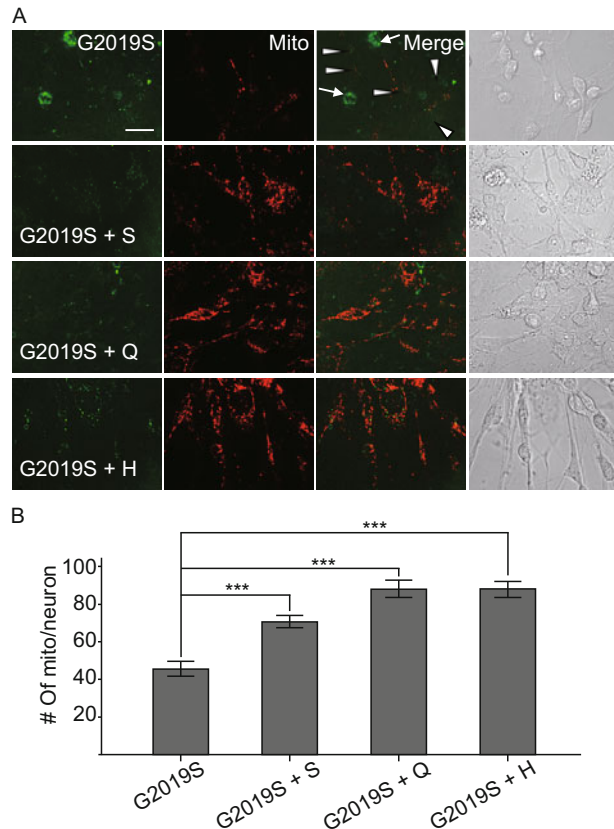 A
G2019S Mito Merge
G2019S + S
G2019S + Q
G2019S + H
B
***
***
***
100
80
60
40
20
# Of mito/neuron
G2019S
G2019S + S
G2019S + Q
G2019S + H